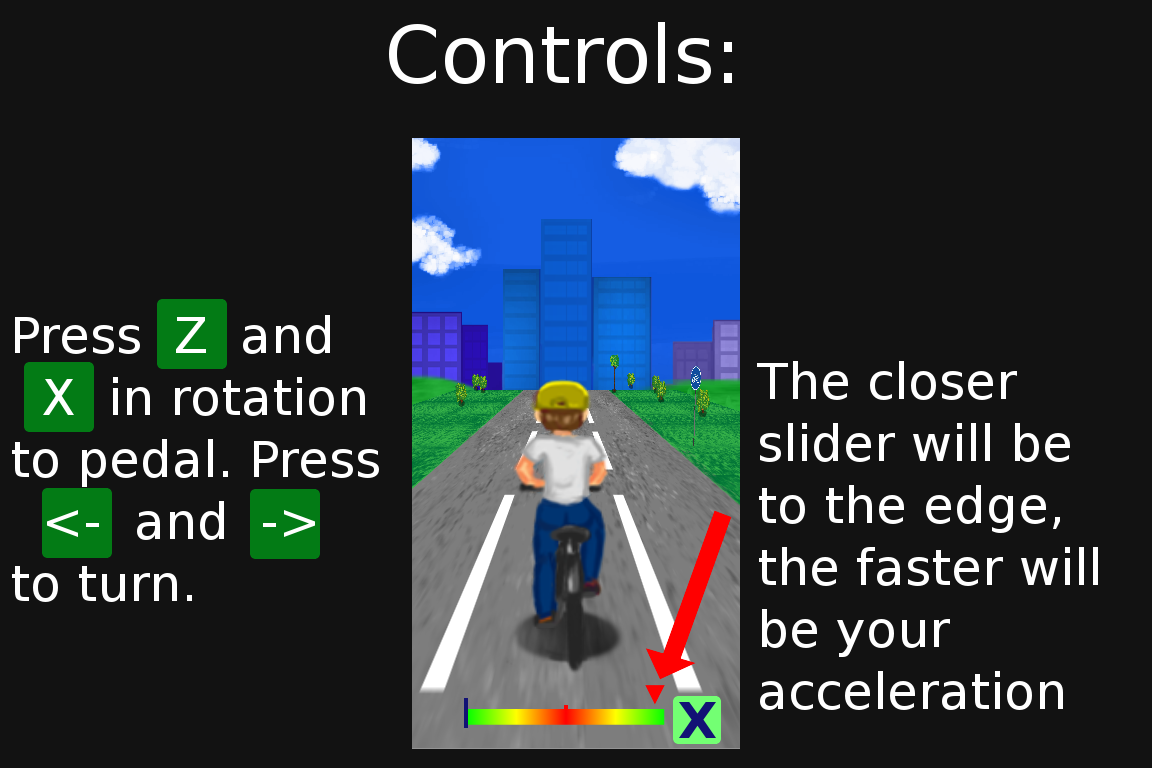 Controls:
Press Z and
X in rotation
to pedal. Press
<- and ->
to turn.
X
The closer
slider will be
to the edge,
the faster will
be your
acceleration